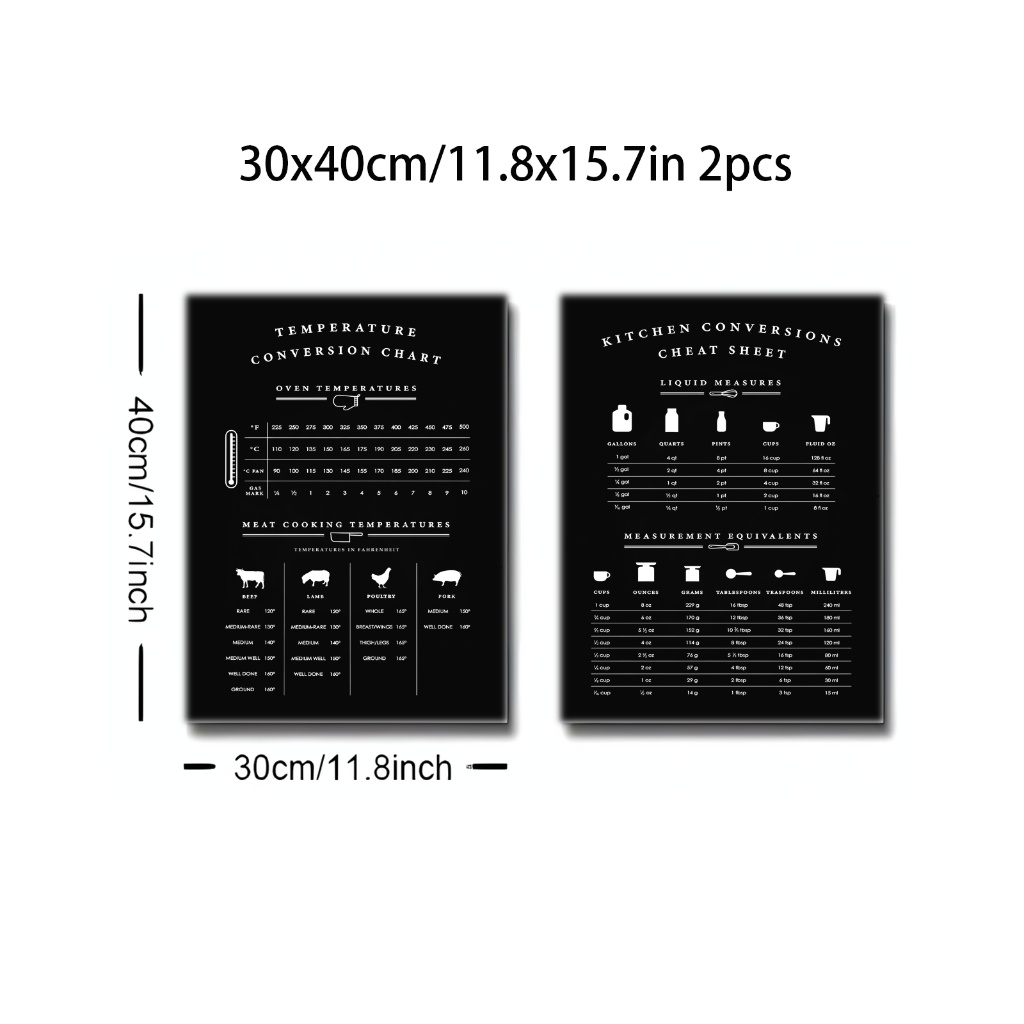 30x40cm/11.8x15.7in 2pcs
40cm/15.7inch
30cm/11.8inch
TEMPERATURE
CONVERSION CHART
OVEN TEMPERATURES
°F 225 250 275 300 325 350 375 400 425 450 475 500
°C 110 120 135 150 165 175 190 200 220 230 245 260
°C FAN 90 100 115 130 145 155 170 185 200 210 225 240
GAS
MARK ¼ ½ 1 2 3 4 5 6 7 8 9 10
MEAT COOKING TEMPERATURES
TEMPERATURES IN FAHRENHEIT
BEEF LAMB POULTRY PORK
RARE 120° RARE 120° WHOLE 165° MEDIUM 150°
MEDIUM-RARE 130° MEDIUM-RARE 130° BREAST/WINGS 165° WELL DONE 160°
MEDIUM 140° MEDIUM 140° THIGH/LEGS 165°
MEDIUM WELL 150° MEDIUM WELL 150° GROUND 165°
WELL DONE 160° WELL DONE 160°
GROUND 160°
KITCHEN CONVERSIONS
CHEAT SHEET
LIQUID MEASURES
GALLONS QUARTS PINTS CUPS FLUID OZ
1 gal 4 qt 8 pt 16 cup 128 fl oz
½ gal 2 qt 4 pt 8 cup 64 fl oz
¼ gal 1 qt 2 pt 4 cup 32 fl oz
⅛ gal ½ qt 1 pt 2 cup 16 fl oz
¹⁄₁₆ gal ¼ qt ½ pt 1 cup 8 fl oz
MEASUREMENT EQUIVALENTS
CUPS OUNCES GRAMS TABLESPOONS TEASPOONS MILLILITERS
1 cup 8 oz 229 g 16 tbsp 48 tsp 240 ml
¾ cup 6 oz 170 g 12 tbsp 36 tsp 180 ml
⅔ cup 5 ⅓ oz 152 g 10 ⅔ tbsp 32 tsp 160 ml
½ cup 4 oz 114 g 8 tbsp 24 tsp 120 ml
⅓ cup 2 ⅔ oz 76 g 5 ⅓ tbsp 16 tsp 80 ml
¼ cup 2 oz 57 g 4 tbsp 12 tsp 60 ml
⅛ cup 1 oz 29 g 2 tbsp 6 tsp 30 ml
¹⁄₁₆ cup ½ oz 14 g 1 tbsp 3 tsp 15 ml